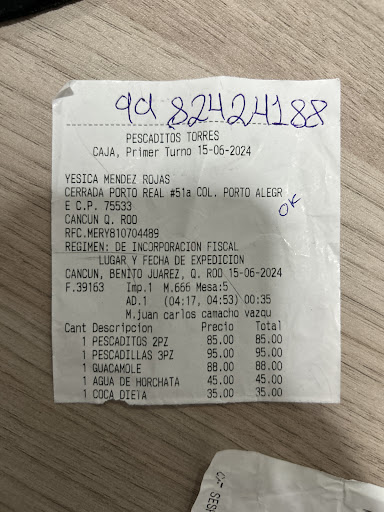 99 82424188
PESCADITOS TORRES
CAJA, Primer Turno 15-06-2024
YESICA MENDEZ ROJAS
CERRADA PORTO REAL #51a COL. PORTO ALEGR
E C.P. 75533
OK
CANCUN Q. ROO
RFC.MERY810704489
REGIMEN: DE INCORPORACION FISCAL
LUGAR Y FECHA DE EXPEDICION
CANCUN, BENITO JUAREZ, Q. ROO 15-06-2024
F.39163 Imp.1 M.666 Mesa:5
AD.1 (04:17, 04:53) 00:35
M.juan carlos camacho vazqu
Cant Descripcion Precio Total
1 PESCADITOS 2PZ 85.00 85.00
1 PESCADILLAS 3PZ 95.00 95.00
1 GUACAMOLE 88.00 88.00
1 AGUA DE HORCHATA 45.00 45.00
1 COCA DIETA 35.00 35.00